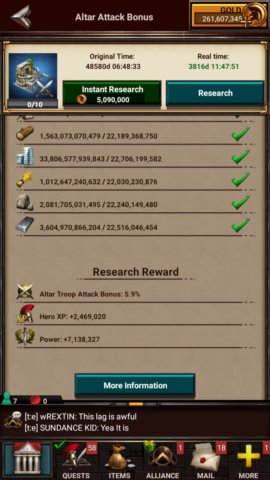 Altar Attack Bonus
GOLD
261,607,345
Original Time:
48580d 06:48:33
Real time:
3816d 11:47:51
0/10
Instant Research
5,090,000
Research
1,563,073,070,479 / 22,189,368,750
33,806,577,939,843 / 22,706,199,582
1,012,647,240,632 / 22,030,230,876
2,081,705,031,495 / 22,240,149,480
3,604,970,866,204 / 22,516,046,454
Research Reward
Altar Troop Attack Bonus: 5.9%
Hero XP: +2,469,020
Power: +7,138,327
More Information
7
0
[t:e] wREXTIN: This lag is awful
[t:e] SUNDANCE KID: Yea It is
58
1
18
1
QUESTS
ITEMS
ALLIANCE
MAIL
MORE